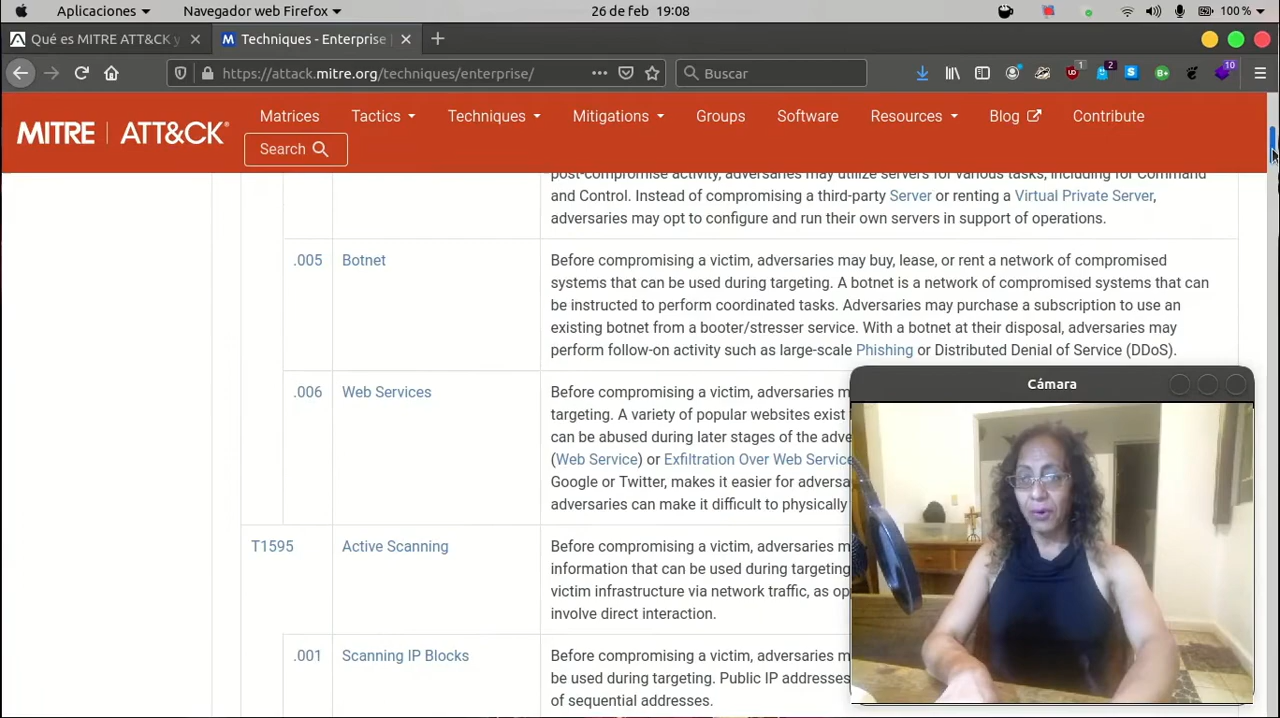 Aplicaciones Navegador web Firefox 26 de feb 19:08 100 %
Qué es MITRE ATT&CK y Techniques - Enterprise
https://attack.mitre.org/techniques/enterprise/ Buscar 1 2 10
MITRE | ATT&CK® Matrices Tactics Techniques Mitigations Groups Software Resources Blog Contribute
Search
post-compromise activity, adversaries may utilize servers for various tasks, including for Command
and Control. Instead of compromising a third-party Server or renting a Virtual Private Server,
adversaries may opt to configure and run their own servers in support of operations.
.005 Botnet Before compromising a victim, adversaries may buy, lease, or rent a network of compromised
systems that can be used during targeting. A botnet is a network of compromised systems that can
be instructed to perform coordinated tasks. Adversaries may purchase a subscription to use an
existing botnet from a booter/stresser service. With a botnet at their disposal, adversaries may
perform follow-on activity such as large-scale Phishing or Distributed Denial of Service (DDoS).
Cámara
.006 Web Services Before compromising a victim, adversaries m
targeting. A variety of popular websites exist
can be abused during later stages of the adve
(Web Service) or Exfiltration Over Web Service
Google or Twitter, makes it easier for adversa
adversaries can make it difficult to physically
T1595 Active Scanning Before compromising a victim, adversaries m
information that can be used during targeting
victim infrastructure via network traffic, as op
involve direct interaction.
.001 Scanning IP Blocks Before compromising a victim, adversaries m
be used during targeting. Public IP addresses
of sequential addresses.